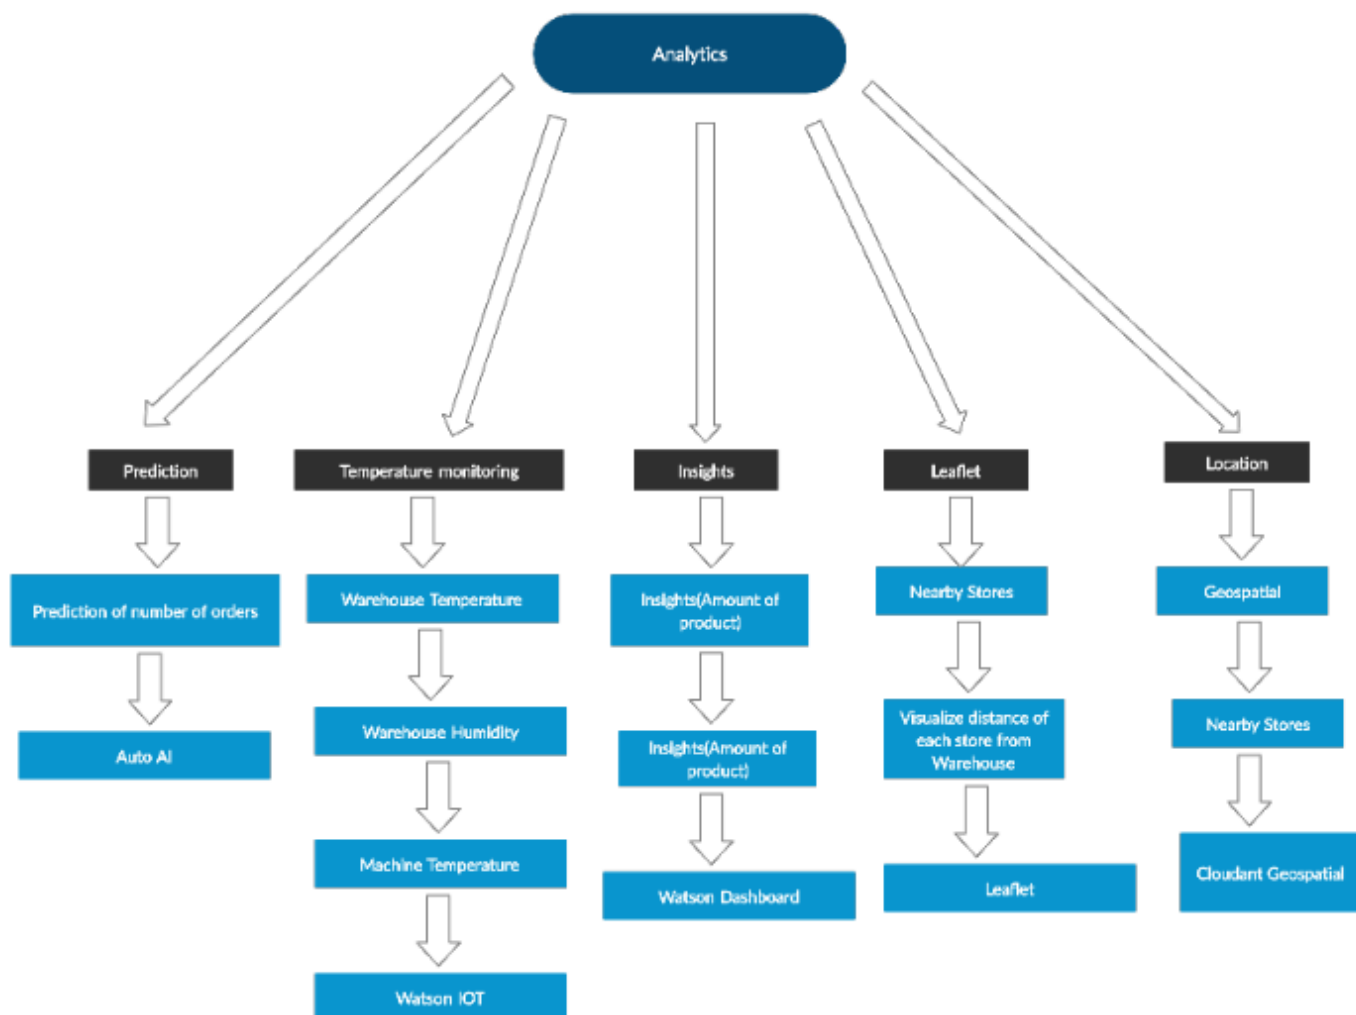 Analytics
Prediction
Temperature monitoring
Insights
Leaflet
Location
Prediction of number of orders
Warehouse Temperature
Insights(Amount of
product)
Nearby Stores
Geospatial
Auto AI
Warehouse Humidity
Insights(Amount of
product)
Visualize distance of
each store from
Warehouse
Nearby Stores
Machine Temperature
Watson Dashboard
Leaflet
Cloudant Geospatial
Watson IOT